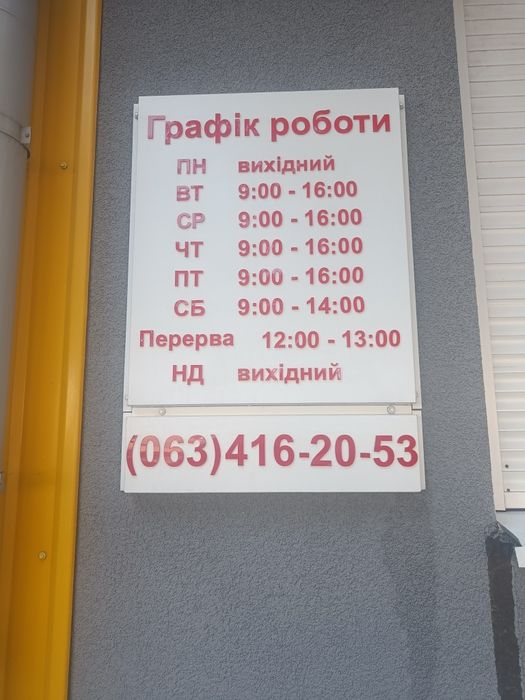 Графік роботи
ПН вихідний
ВТ 9:00 - 16:00
СР 9:00 - 16:00
ЧТ 9:00 - 16:00
ПТ 9:00 - 16:00
СБ 9:00 - 14:00
Перерва 12:00 - 13:00
НД вихідний
(063)416-20-53